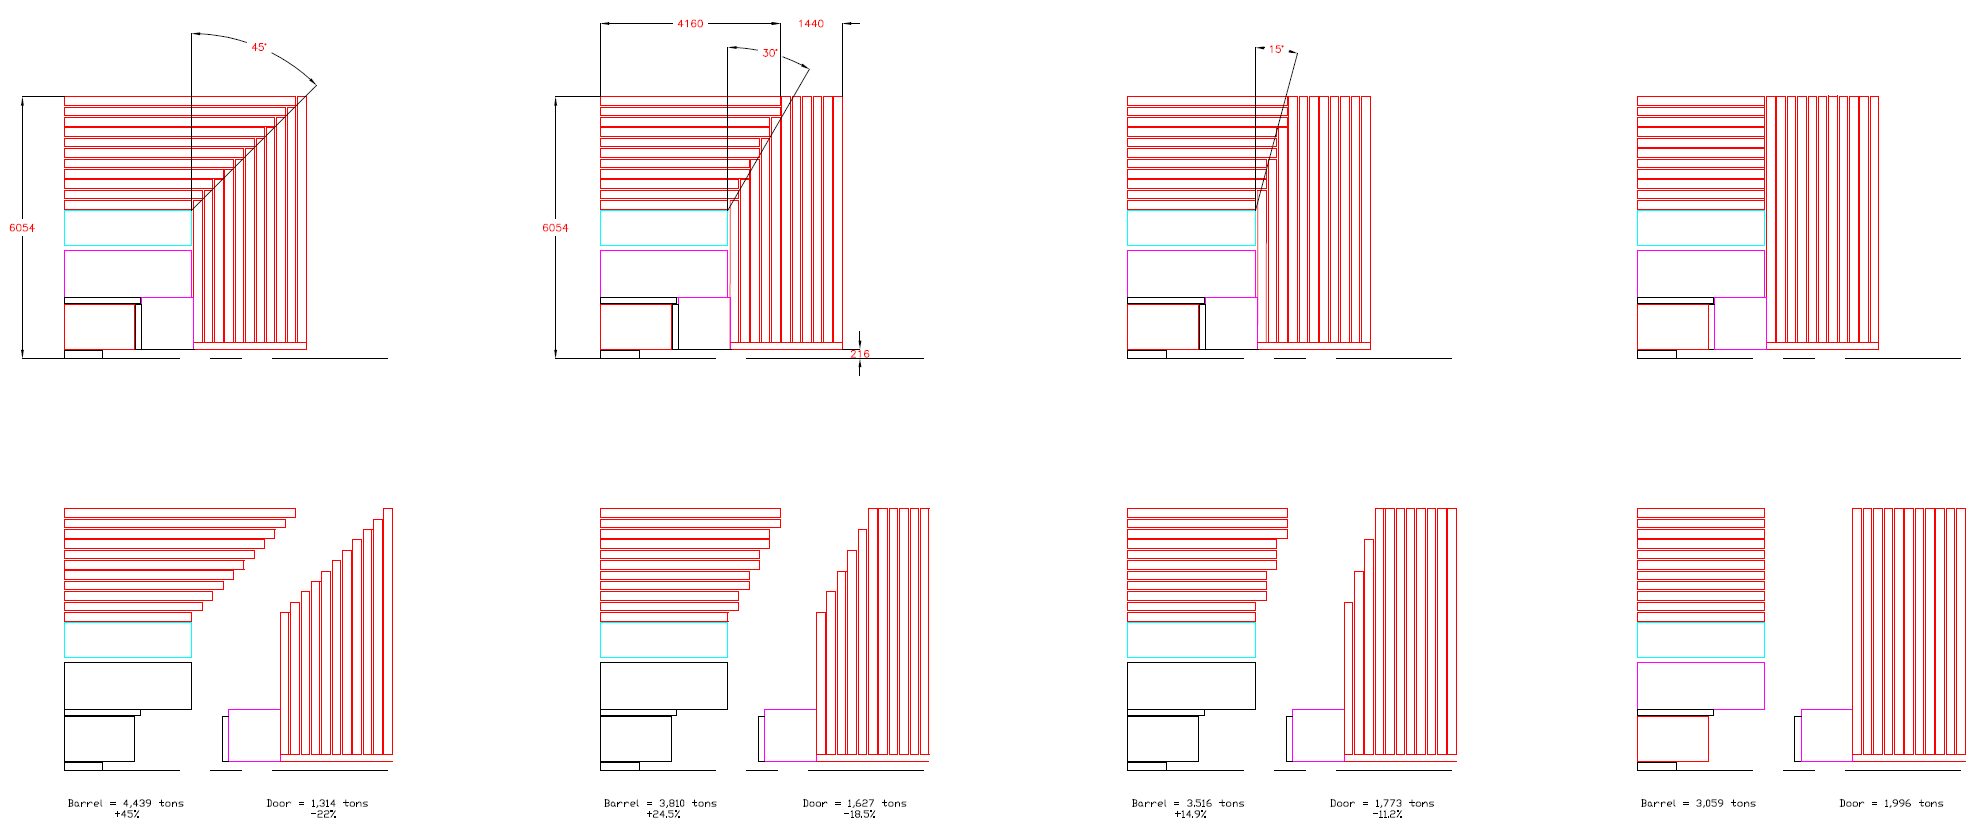 4160
1440
45°
30°
15°
6054
6054
216
Barrel = 4,439 tons
+45%
Door = 1,314 tons
-22%
Barrel = 3,810 tons
+24.5%
Door = 1,627 tons
-18.5%
Barrel = 3.516 tons
+14.9%
Door = 1,773 tons
-11.2%
Barrel = 3,059 tons
Door = 1,996 tons